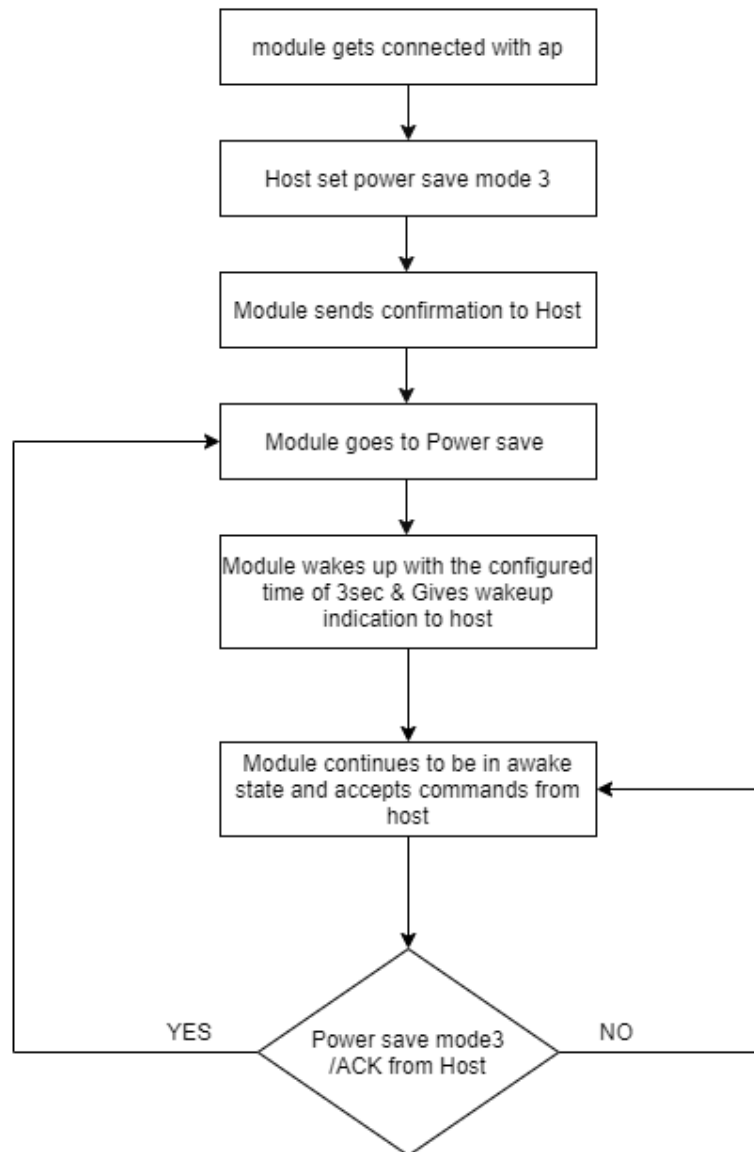 module gets connected with ap
Host set power save mode 3
Module sends confirmation to Host
Module goes to Power save
Module wakes up with the configured
time of 3sec & Gives wakeup
indication to host
Module continues to be in awake
state and accepts commands from
host
YES
Power save mode3
/ACK from Host
NO